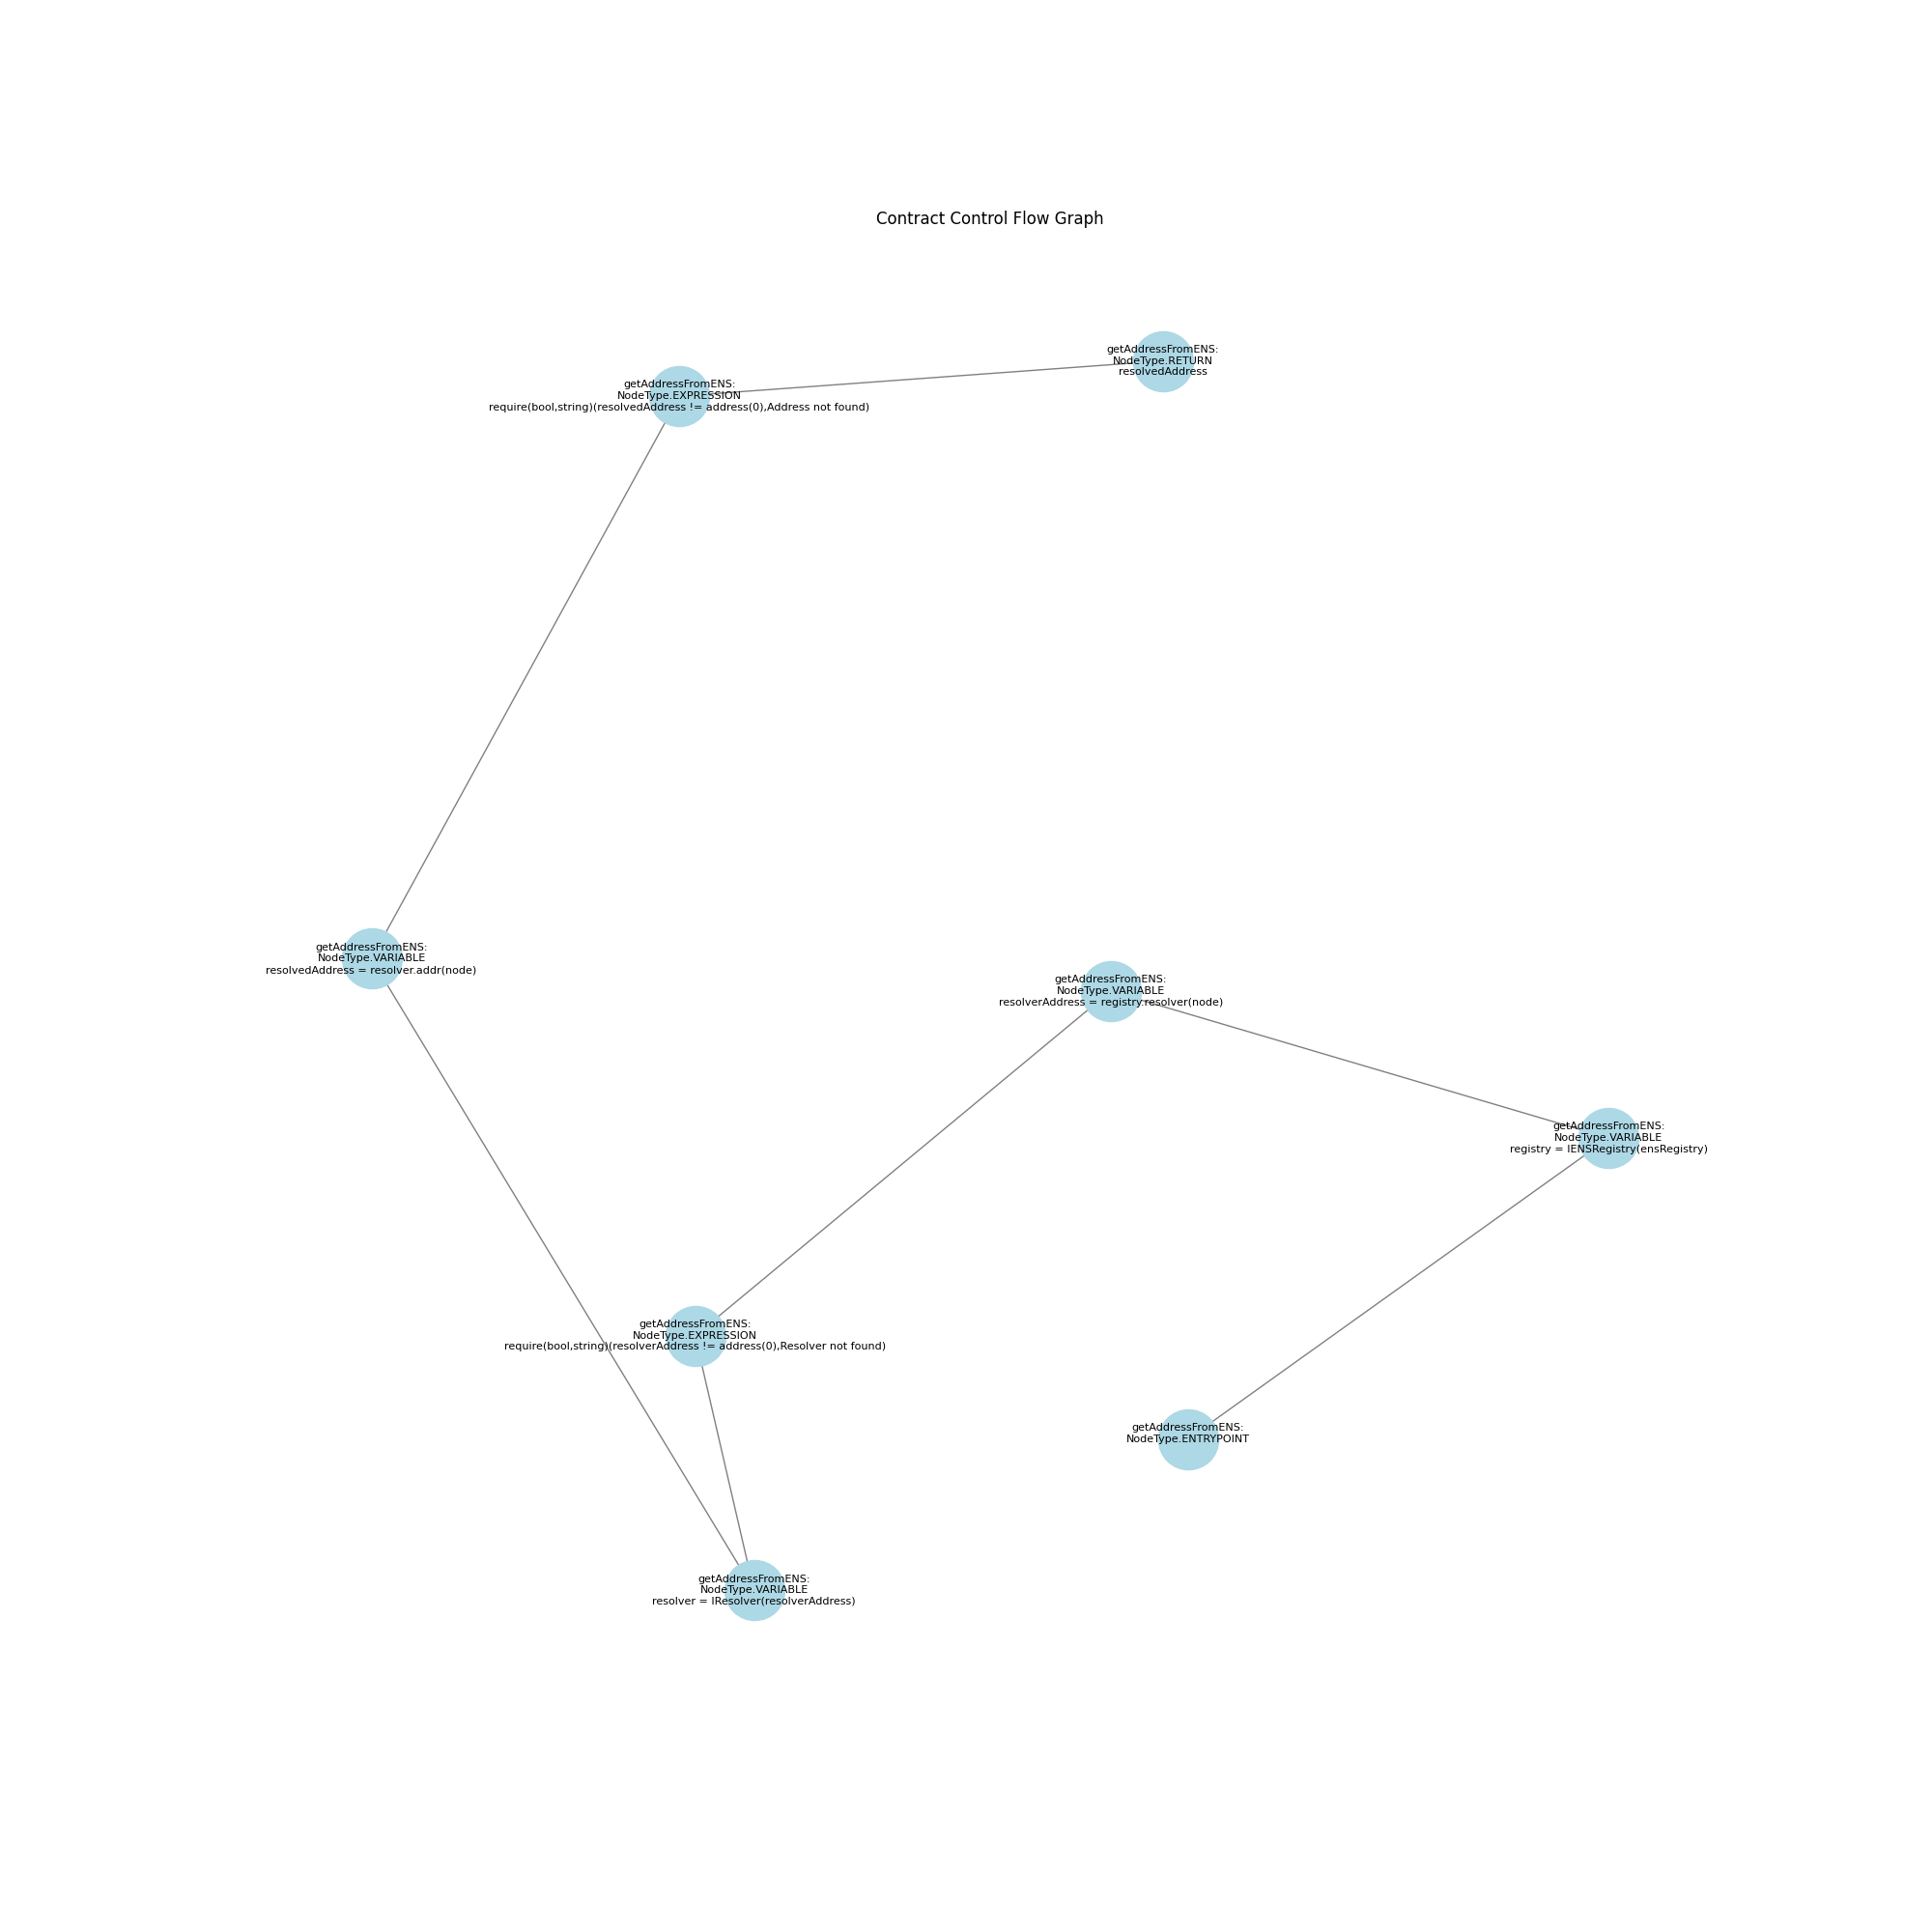 Contract Control Flow Graph
getAddressFromENS:
NodeType.RETURN
resolvedAddress
getAddressFromENS:
NodeType.EXPRESSION
require(bool,string)(resolvedAddress != address(0),Address not found)
getAddressFromENS:
NodeType.VARIABLE
resolvedAddress = resolver.addr(node)
getAddressFromENS:
NodeType.VARIABLE
resolverAddress = registry.resolver(node)
getAddressFromENS:
NodeType.VARIABLE
registry = IENSRegistry(ensRegistry)
getAddressFromENS:
NodeType.EXPRESSION
require(bool,string)(resolverAddress != address(0),Resolver not found)
getAddressFromENS:
NodeType.ENTRYPOINT
getAddressFromENS:
NodeType.VARIABLE
resolver = IResolver(resolverAddress)